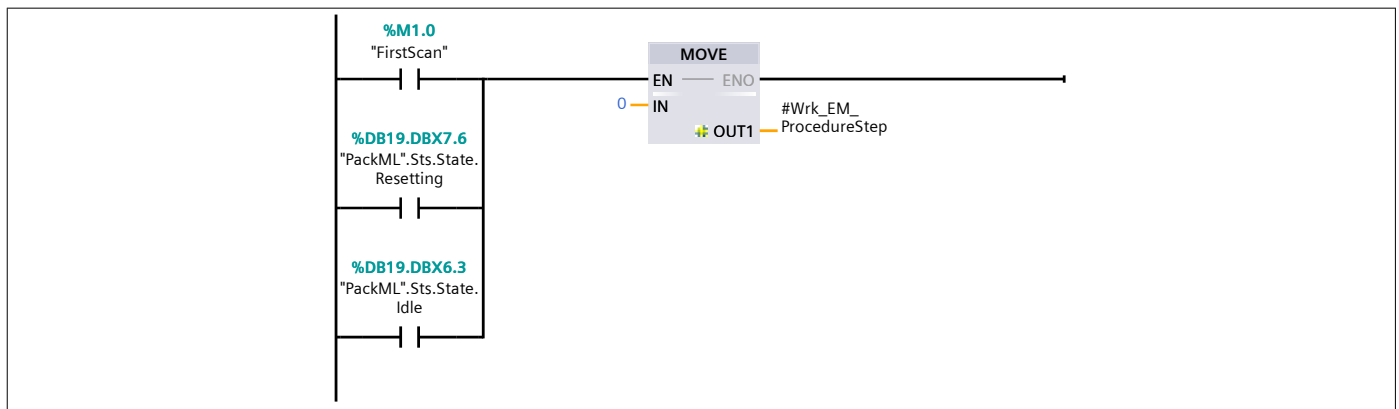 %M1.0
"FirstScan"
MOVE
EN ENO
0 IN
#Wrk_EM_
OUT1 ProcedureStep
%DB19.DBX7.6
"PackML".Sts.State.
Resetting
%DB19.DBX6.3
"PackML".Sts.State.
Idle